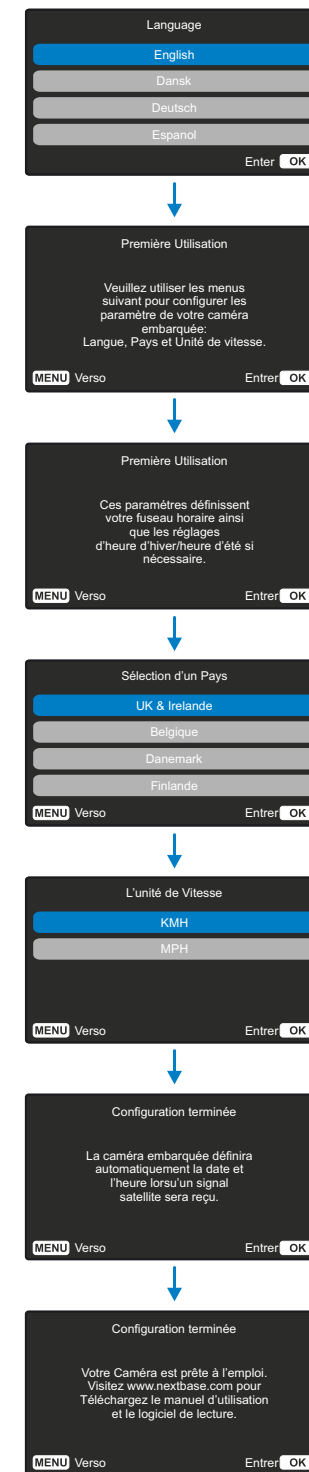 Language
English
Dansk
Deutsch
Espanol
Enter OK
Première Utilisation
Veuillez utiliser les menus
suivant pour configurer les
paramètre de votre caméra
embarquée:
Langue, Pays et Unité de vitesse.
MENU Verso Entrer OK
Première Utilisation
Ces paramétres définissent
votre fuseau horaire ainsi
que les réglages
d'heure d'hiver/heure d'été si
nécessaire.
MENU Verso Entrer OK
Sélection d'un Pays
UK & Irelande
Belgique
Danemark
Finlande
MENU Verso Entrer OK
L'unité de Vitesse
KMH
MPH
MENU Verso Entrer OK
Configuration terminée
La caméra embarquée définira
automatiquement la date et
l'heure lorsu'un signal
satellite sera reçu.
MENU Verso Entrer OK
Configuration terminée
Votre Caméra est prête à l'emploi.
Visitez www.nextbase.com pour
Téléchargez le manuel d'utilisation
et le logiciel de lecture.
MENU Verso Entrer OK